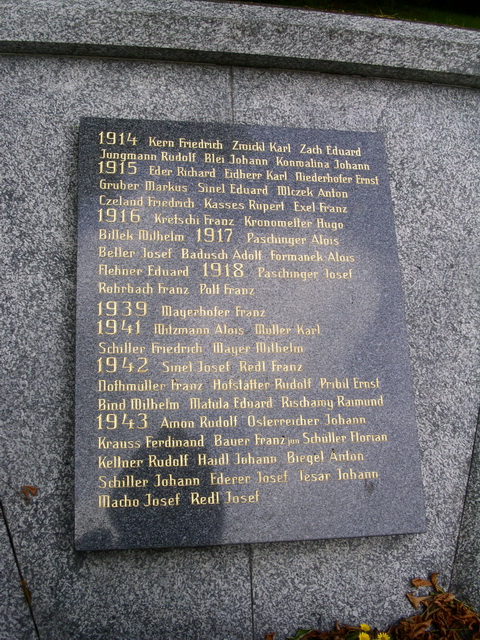 1914 Kern Friedrich Zwickl Karl Zach Eduard
Jungmann Rudolf Blei Johann Konwalina Johann
1915 Eder Richard Eidherr Karl Niederhofer Ernst
Gruber Markus Sinel Eduard Mlczek Anton
Czeland Friedrich Kasses Rupert Exel Franz
1916 Kretschi Franz Kronowetter Hugo
Billek Wilhelm 1917 Paschinger Alois
Beller Josef Badusch Adolf Formanek Alois
Flehner Eduard 1918 Paschinger Josef
Rohrbach Franz Polf Franz
1939 Mayerhofer Franz
1941 Witzmann Alois Müller Karl
Schiller Friedrich Mayer Wilhelm
1942 Sinel Josef Redl Franz
Nothmüller Franz Hofstätter Rudolf Pribil Ernst
Bind Wilhelm Matula Eduard Rischawy Raimund
1943 Amon Rudolf Österreicher Johann
Krauss Ferdinand Bauer Franz jun Schüller Florian
Kellner Rudolf Haidl Johann Biegel Anton
Schiller Johann Ederer Josef Tesar Johann
Macho Josef Redl Josef